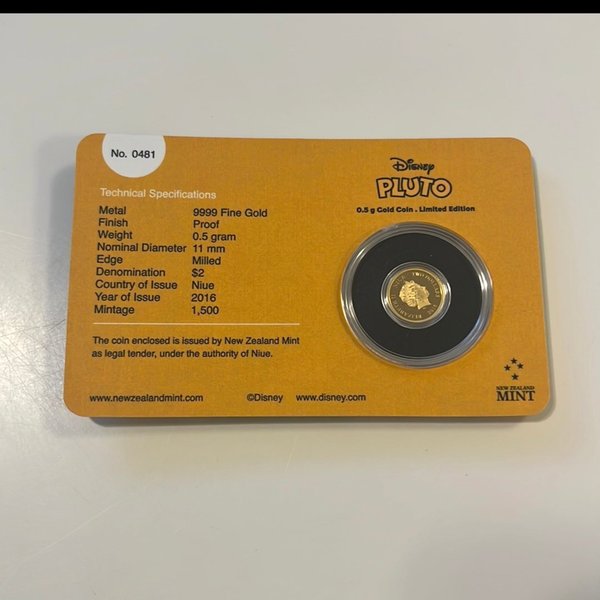 No. 0481
Technical Specifications
Metal 9999 Fine Gold
Finish Proof
Weight 0.5 gram
Nominal Diameter 11 mm
Edge Milled
Denomination $2
Country of Issue Niue
Year of Issue 2016
Mintage 1,500
The coin enclosed is issued by New Zealand Mint
as legal tender, under the authority of Niue.
www.newzealandmint.com ©Disney www.disney.com
Disney
PLUTO
0.5 g Gold Coin . Limited Edition
NEW ZEALAND
MINT